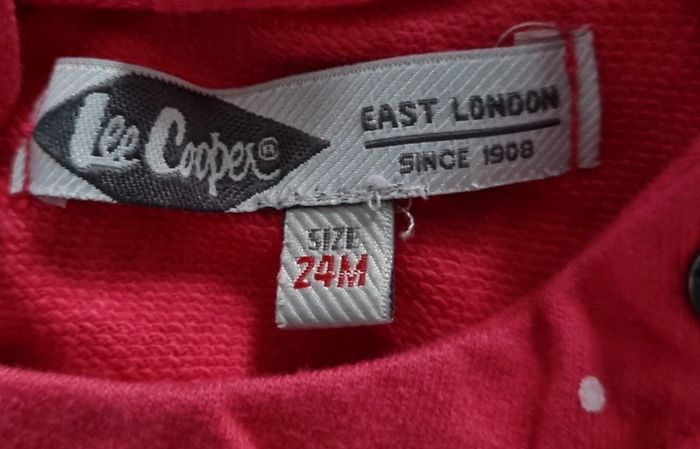 Lee Cooper®
EAST LONDON
SINCE 1908
SIZE
24M